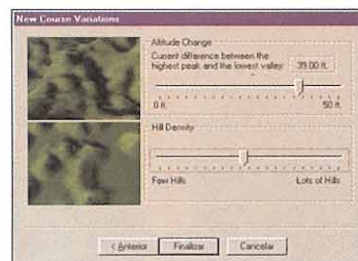 New Course Variations
Altitude Change
Current difference between the
highest peak and the lowest valley: 39.00 ft.
0 ft. 50 ft.
Hill Density
Few Hills Lots of Hills
< Anterior Finalizar Cancelar